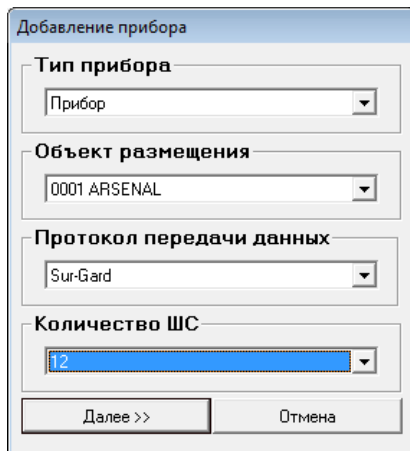 Добавление прибора
Тип прибора
Прибор
Объект размещения
0001 ARSENAL
Протокол передачи данных
Sur-Gard
Количество ШС
12
Далее >> Отмена